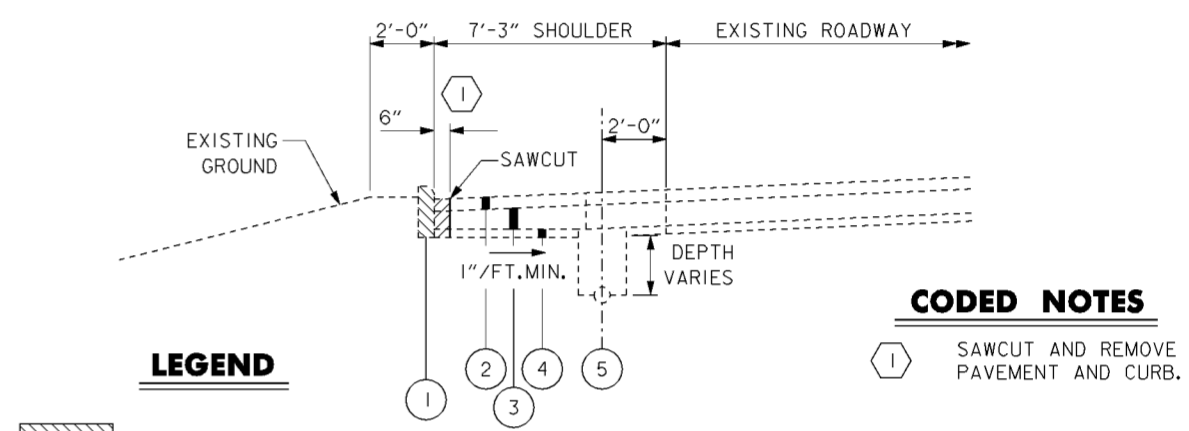 2'-0" 7'-3" SHOULDER EXISTING ROADWAY
1
6" 2'-0"
EXISTING
GROUND
SAWCUT
1"/FT.MIN.
DEPTH
VARIES
1 2 3 4 5
LEGEND
CODED NOTES
1 SAWCUT AND REMOVE
PAVEMENT AND CURB.